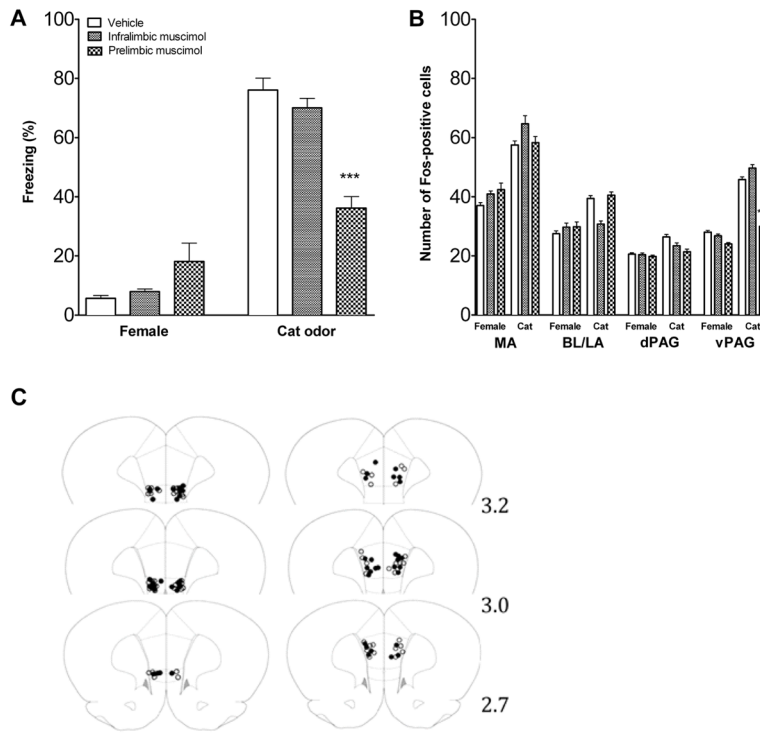 A
Vehicle
Infralimbic muscimol
Prelimbic muscimol
Freezing (%)
100
80
60
40
20
0
***
Female
Cat odor
B
Number of Fos-positive cells
100
80
60
40
20
0
Female Cat Female Cat Female Cat Female Cat
MA BL/LA dPAG vPAG
C
3.2
3.0
2.7